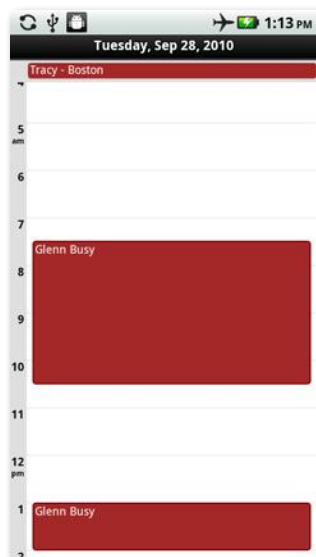 1:13 PM
Tuesday, Sep 28, 2010
Tracy - Boston
5
am
6
7
Glenn Busy
8
9
10
11
12
pm
1
Glenn Busy